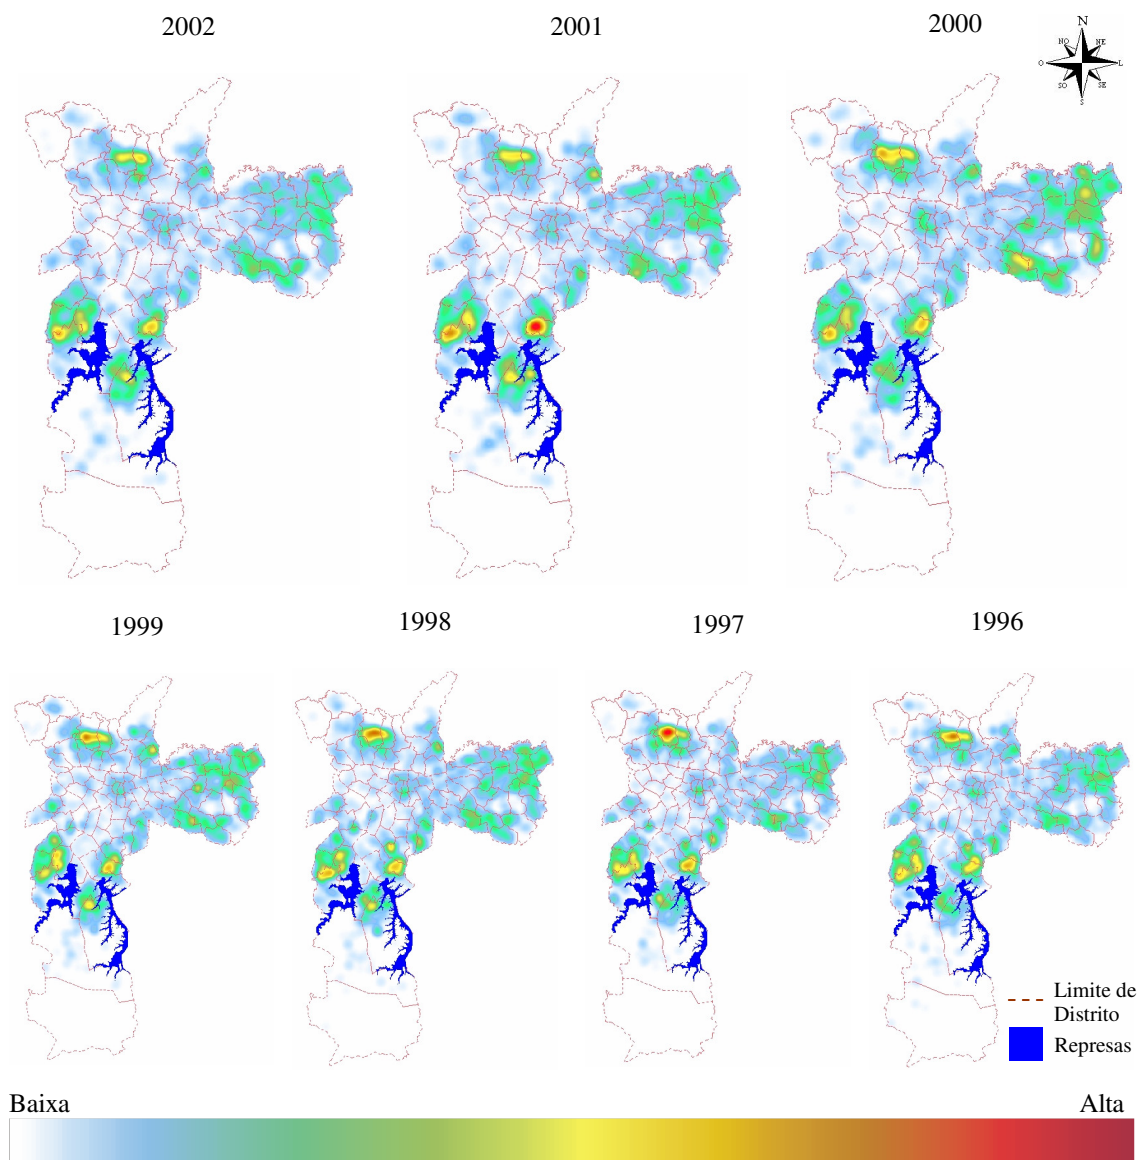 2002
2001
2000
N
NO
NE
O
L
SO
SE
S
1999
1998
1997
1996
Limite de
Distrito
Represas
Baixa
Alta